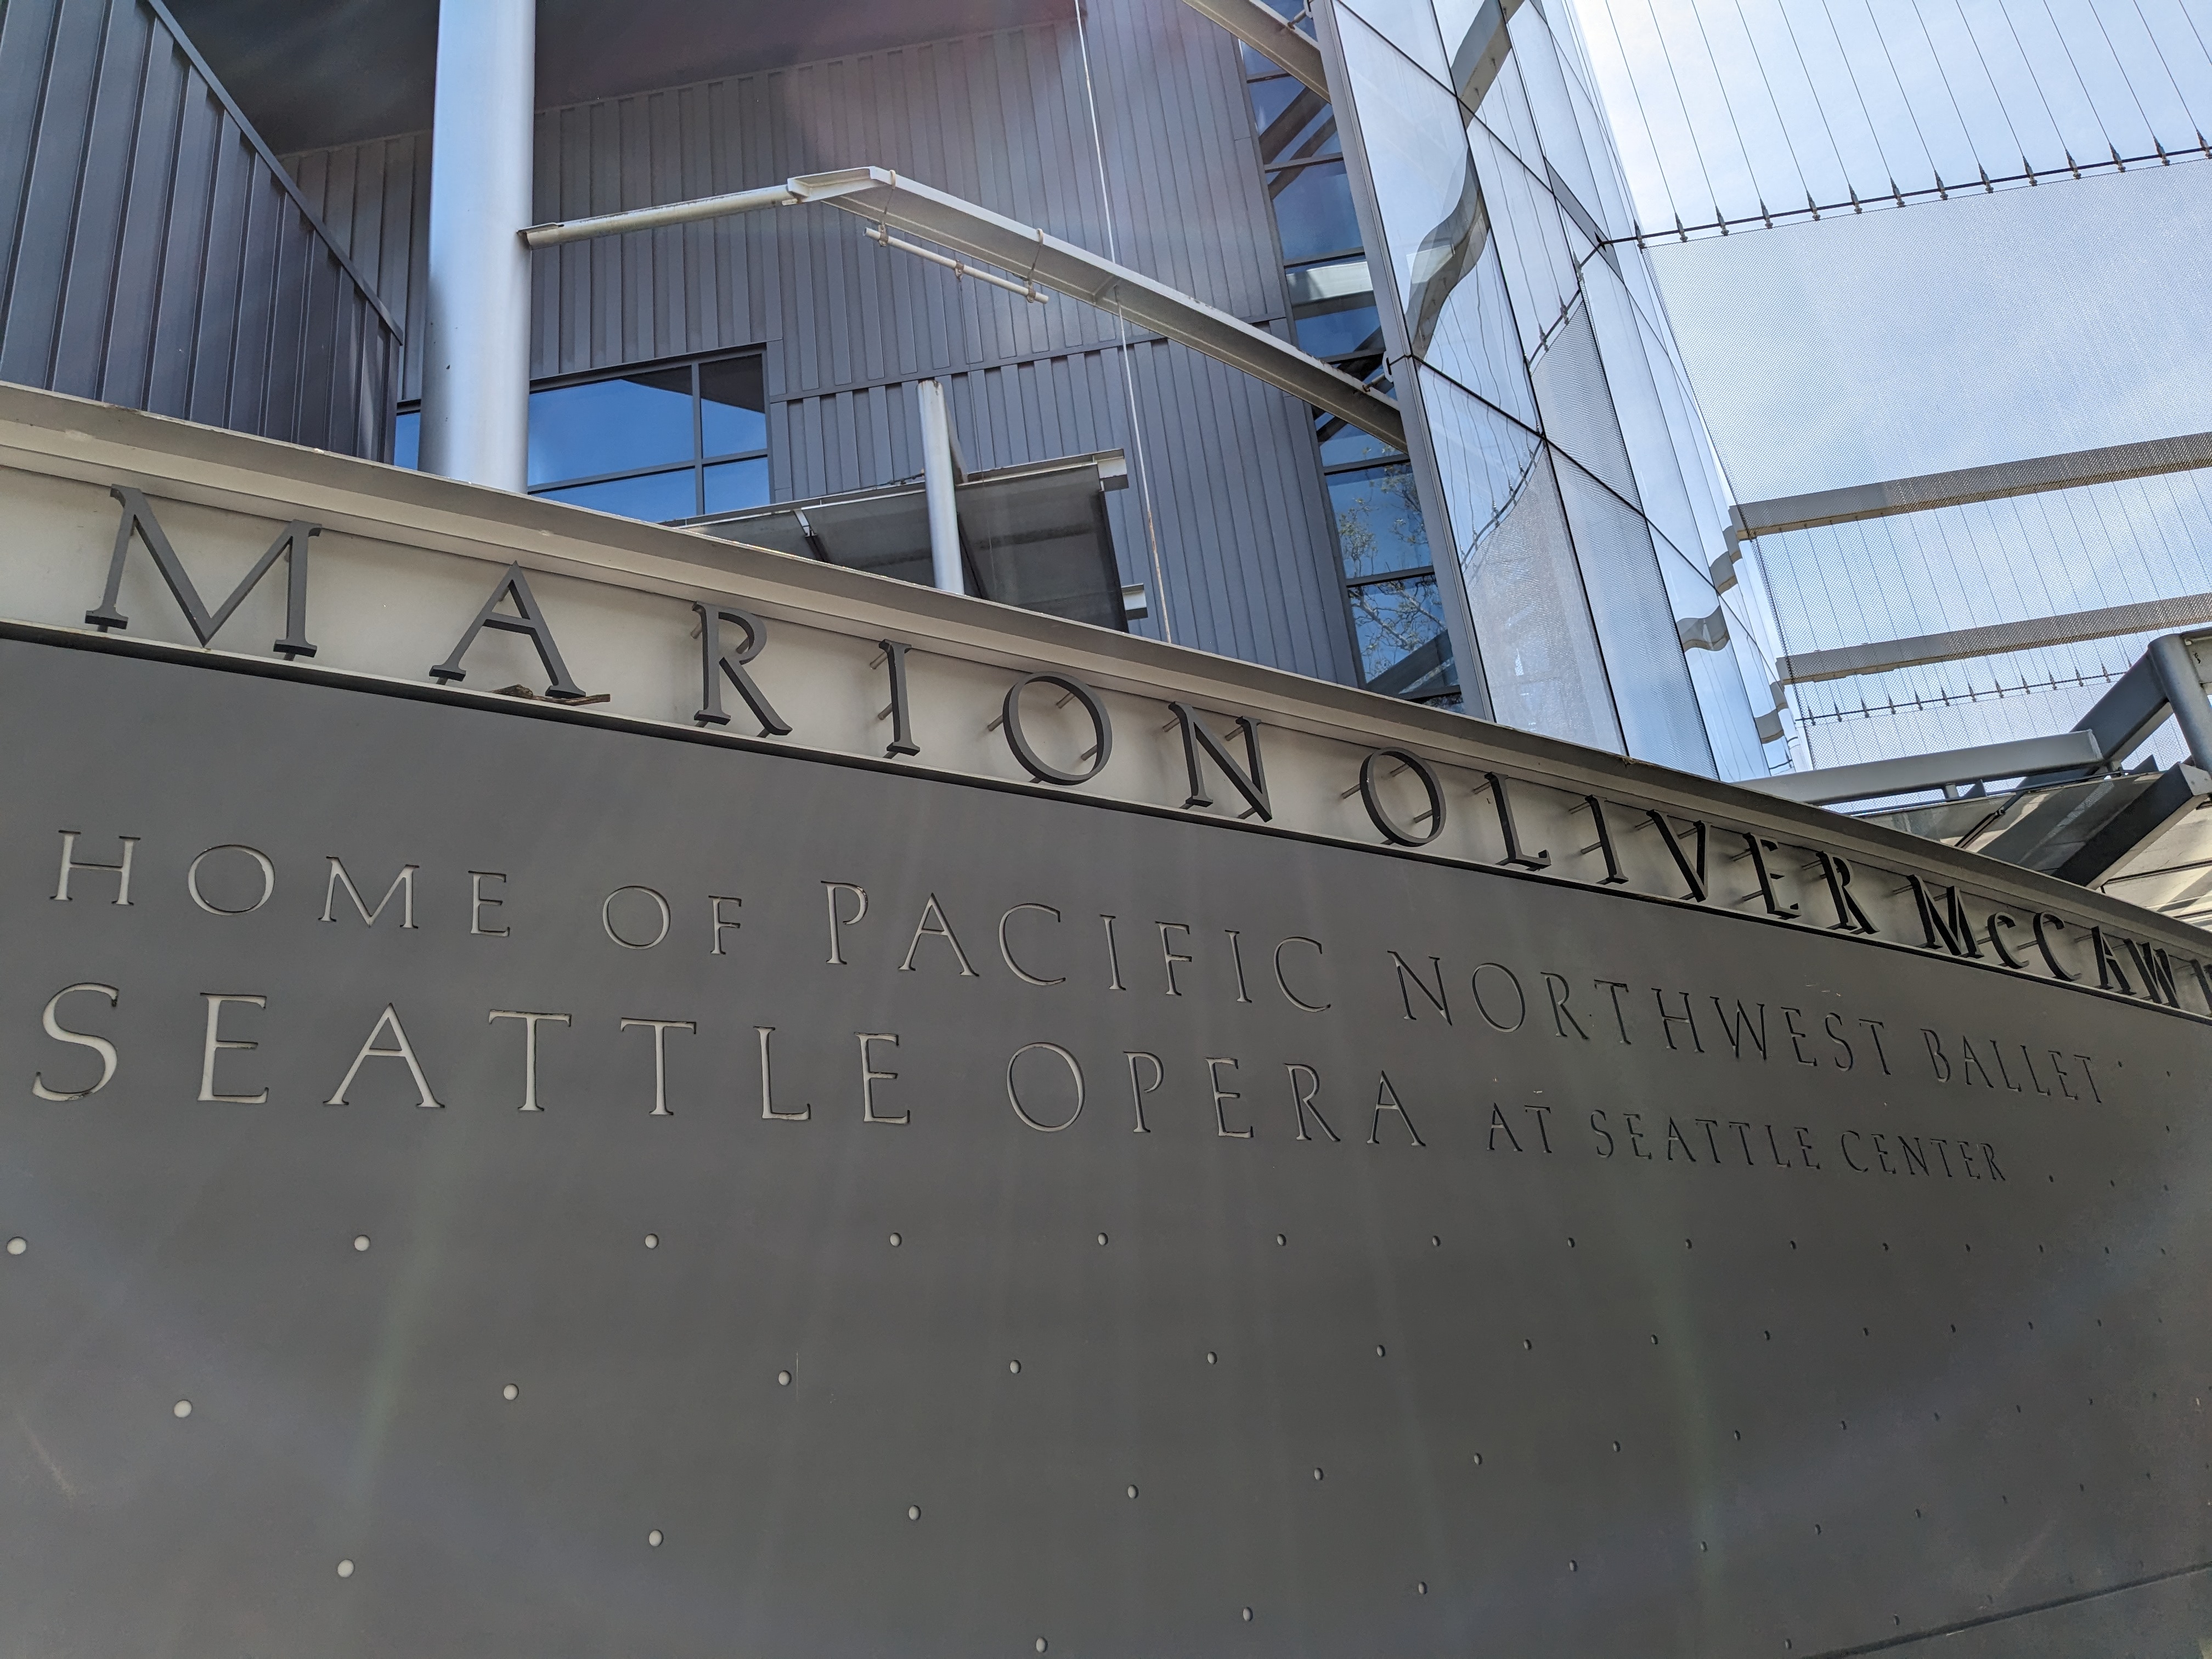 MARION OLIVER McCAW
HOME OF PACIFIC NORTHWEST BALLET
SEATTLE OPERA AT SEATTLE CENTER